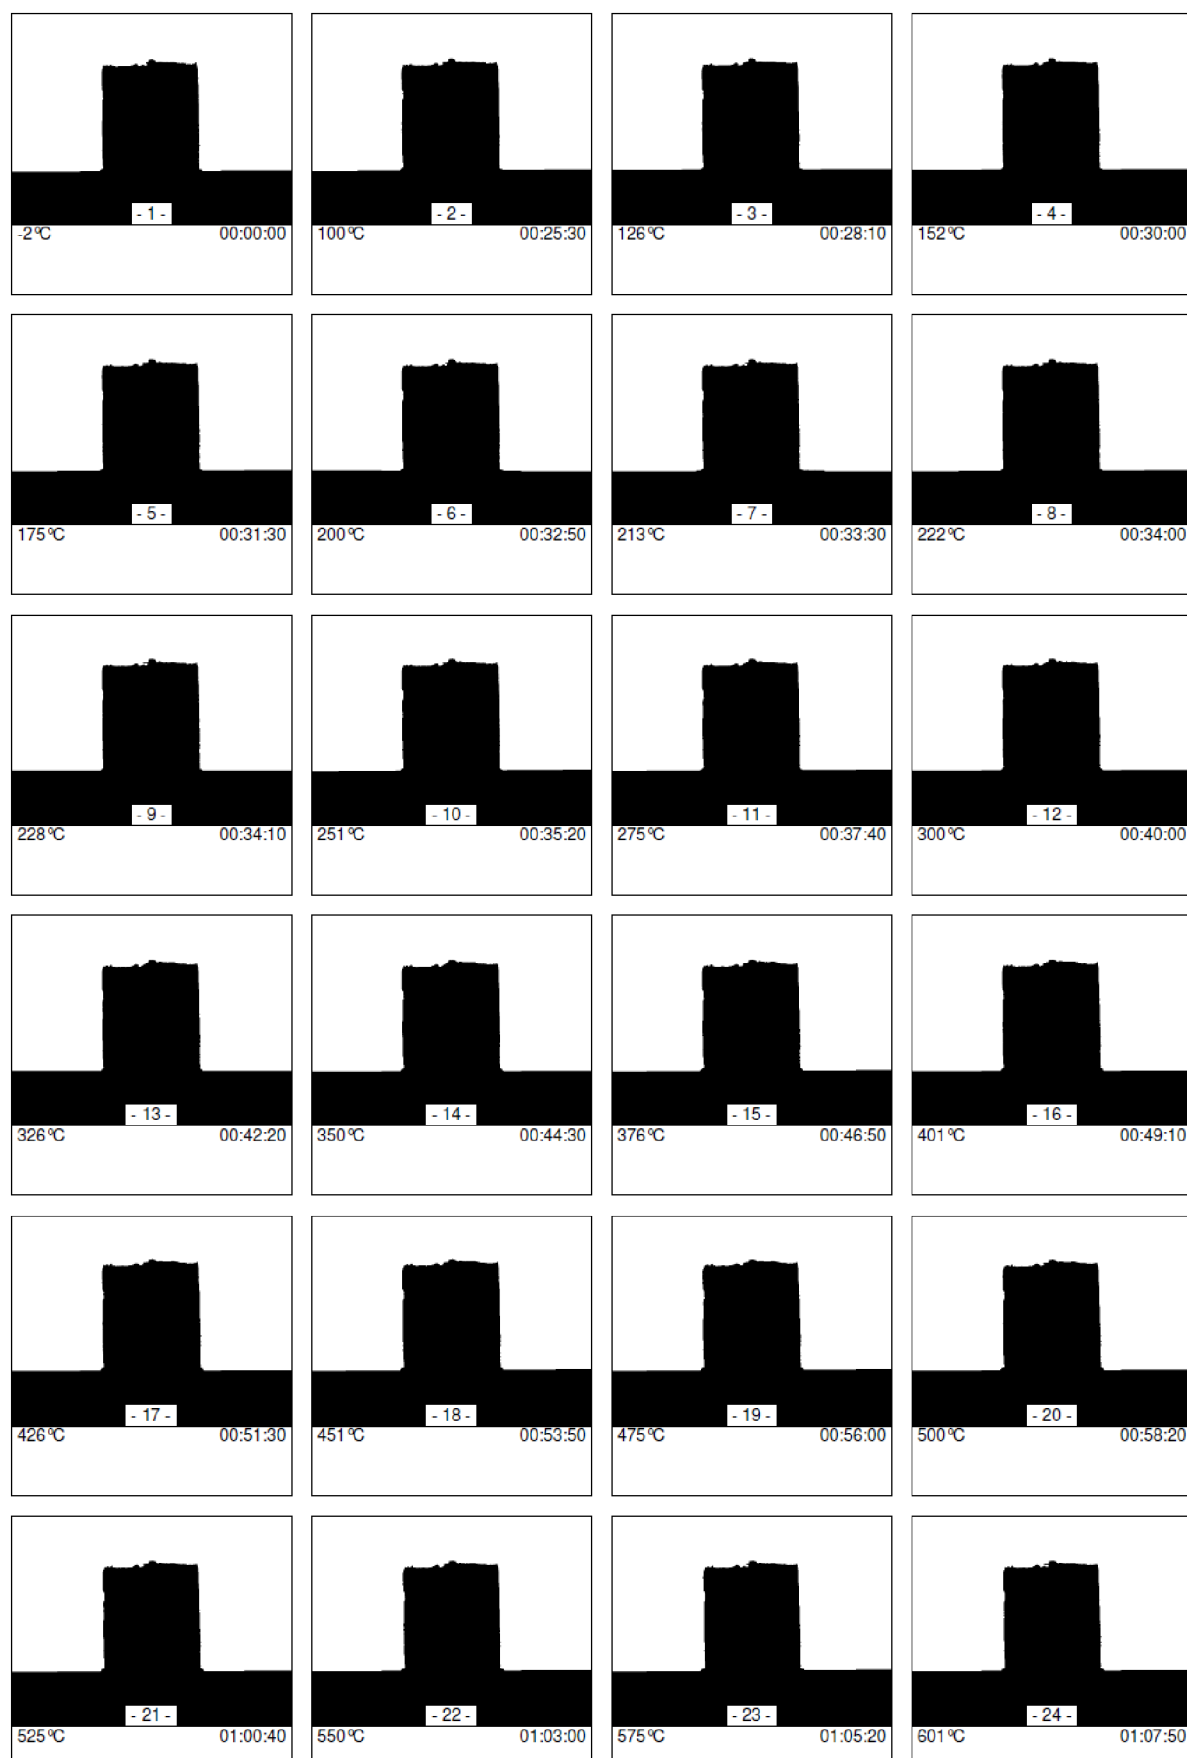 - 1 -
-2°C 00:00:00
- 2 -
100°C 00:25:30
- 3 -
126°C 00:28:10
- 4 -
152°C 00:30:00
- 5 -
175°C 00:31:30
- 6 -
200°C 00:32:50
- 7 -
213°C 00:33:30
- 8 -
222°C 00:34:00
- 9 -
228°C 00:34:10
- 10 -
251°C 00:35:20
- 11 -
275°C 00:37:40
- 12 -
300°C 00:40:00
- 13 -
326°C 00:42:20
- 14 -
350°C 00:44:30
- 15 -
376°C 00:46:50
- 16 -
401°C 00:49:10
- 17 -
426°C 00:51:30
- 18 -
451°C 00:53:50
- 19 -
475°C 00:56:00
- 20 -
500°C 00:58:20
- 21 -
525°C 01:00:40
- 22 -
550°C 01:03:00
- 23 -
575°C 01:05:20
- 24 -
601°C 01:07:50